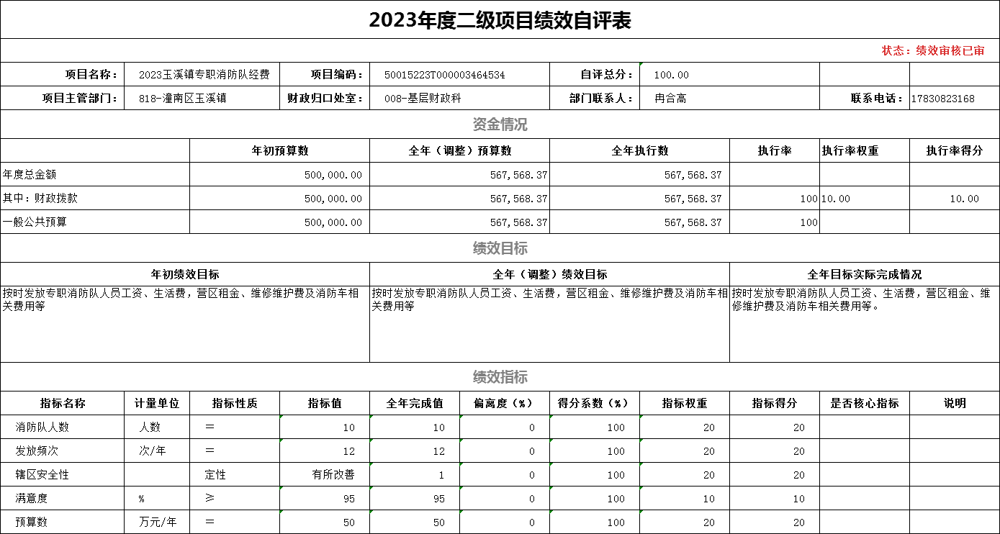 2023年度二级项目绩效自评表
状态：绩效审核已审
项目名称： 2023玉溪镇专职消防队经费 项目编码： 50015223T000003464534 自评总分： 100.00
项目主管部门： 818-潼南区玉溪镇 财政归口处室： 008-基层财政科 部门联系人： 冉合高 联系电话： 17830823168
资金情况
年初预算数 全年（调整）预算数 全年执行数 执行率 执行率权重 执行率得分
年度总金额 500,000.00 567,568.37 567,568.37
其中：财政拨款 500,000.00 567,568.37 567,568.37 100 10.00 10.00
一般公共预算 500,000.00 567,568.37 567,568.37 100
绩效目标
年初绩效目标 全年（调整）绩效目标 全年目标实际完成情况
按时发放专职消防队人员工资、生活费，营区租金、维修维护费及消防车相
关费用等
按时发放专职消防队人员工资、生活费，营区租金、维修维护费及消防车相
关费用等
按时发放专职消防队人员工资、生活费，营区租金、维
修维护费及消防车相关费用等。
绩效指标
指标名称 计量单位 指标性质 指标值 全年完成值 偏离度（%） 得分系数（%） 指标权重 指标得分 是否核心指标 说明
消防队人数 人数 ＝ 10 10 0 100 20 20
发放频次 次/年 ＝ 12 12 0 100 20 20
辖区安全性 定性 有所改善 1 0 100 20 20
满意度 % ≥ 95 95 0 100 10 10
预算数 万元/年 ＝ 50 50 0 100 20 20